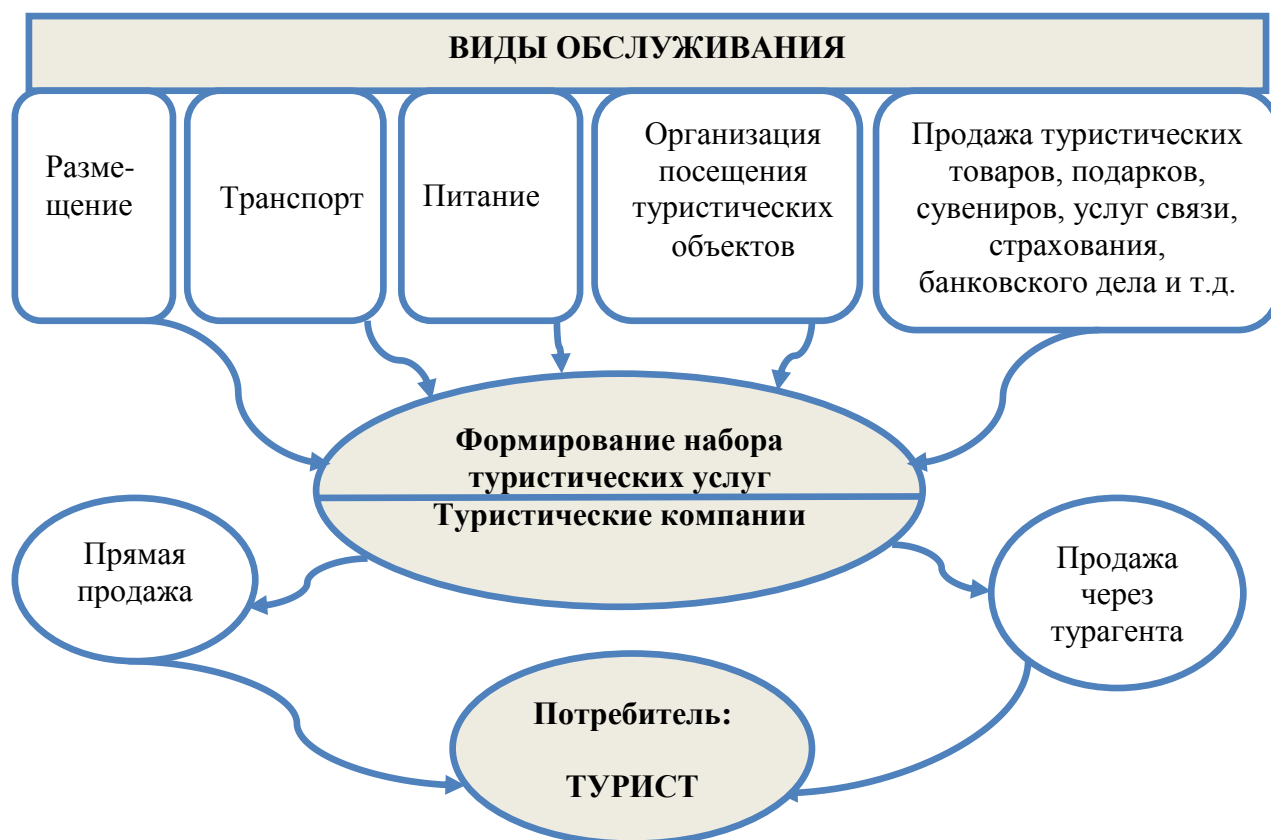 ВИДЫ ОБСЛУЖИВАНИЯ
Разме-
щение
Транспорт
Питание
Организация
посещения
туристических
объектов
Продажа туристических
товаров, подарков,
сувениров, услуг связи,
страхования,
банковского дела и т.д.
Формирование набора
туристических услуг
Туристические компании
Прямая
продажа
Продажа
через
турагента
Потребитель:
ТУРИСТ